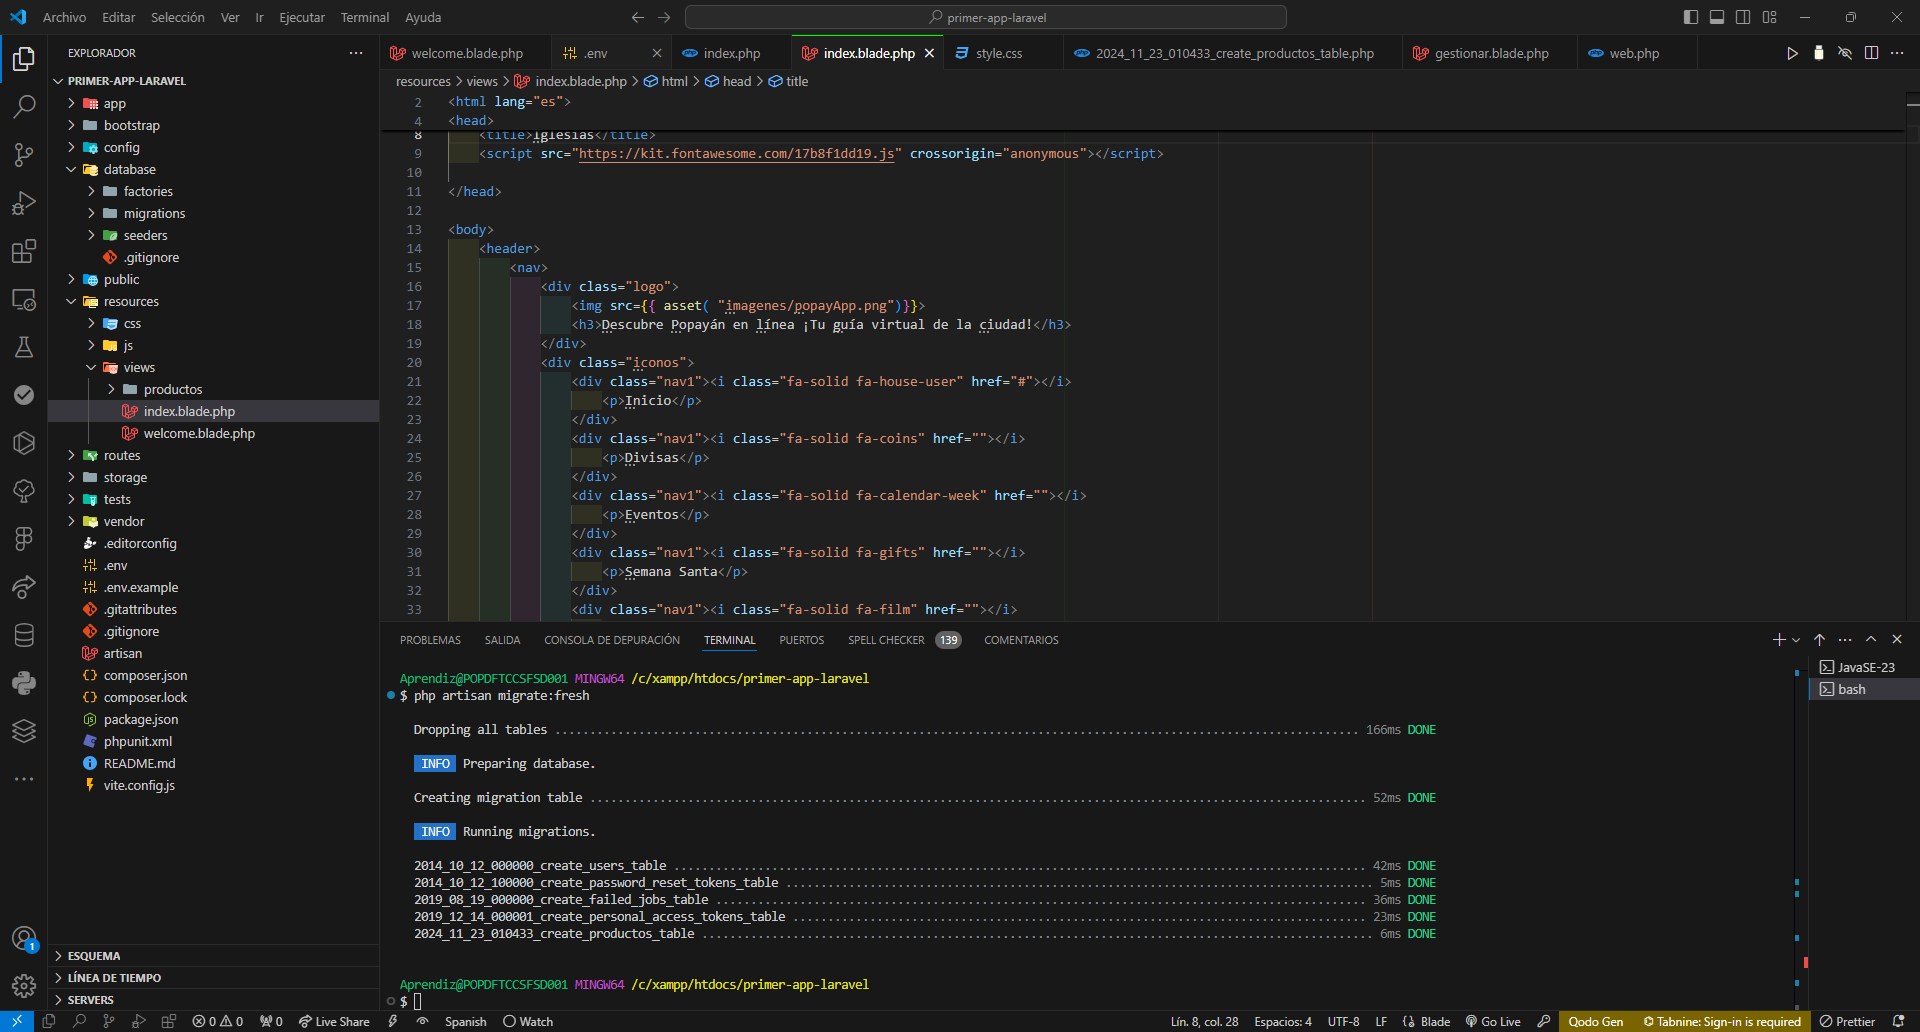 Archivo Editar Selección Ver Ir Ejecutar Terminal Ayuda
primer-app-laravel
EXPLORADOR
PRIMER-APP-LARAVEL
app
bootstrap
config
database
factories
migrations
seeders
.gitignore
public
resources
css
js
views
productos
index.blade.php
welcome.blade.php
routes
storage
tests
vendor
.editorconfig
.env
.env.example
.gitattributes
.gitignore
artisan
composer.json
composer.lock
package.json
phpunit.xml
README.md
vite.config.js
ESQUEMA
LÍNEA DE TIEMPO
SERVERS
1
welcome.blade.php .env index.php index.blade.php style.css 2024_11_23_010433_create_productos_table.php gestionar.blade.php web.php
resources > views > index.blade.php > html > head > title
2 <html lang="es">
4 <head>
8 <title>Iglesias</title>
9 <script src="https://kit.fontawesome.com/17b8f1dd19.js" crossorigin="anonymous"></script>
10
11 </head>
12
13 <body>
14 <header>
15 <nav>
16 <div class="logo">
17 <img src={{ asset( "imagenes/popayApp.png")}}>
18 <h3>Descubre Popayán en línea ¡Tu guía virtual de la ciudad!</h3>
19 </div>
20 <div class="iconos">
21 <div class="nav1"><i class="fa-solid fa-house-user" href="#"></i>
22 <p>Inicio</p>
23 </div>
24 <div class="nav1"><i class="fa-solid fa-coins" href=""></i>
25 <p>Divisas</p>
26 </div>
27 <div class="nav1"><i class="fa-solid fa-calendar-week" href=""></i>
28 <p>Eventos</p>
29 </div>
30 <div class="nav1"><i class="fa-solid fa-gifts" href=""></i>
31 <p>Semana Santa</p>
32 </div>
33 <div class="nav1"><i class="fa-solid fa-film" href=""></i>
PROBLEMAS SALIDA CONSOLA DE DEPURACIÓN TERMINAL PUERTOS SPELL CHECKER 139 COMENTARIOS
JavaSE-23
bash
Aprendiz@POPDFTCCSFSD001 MINGW64 /c/xampp/htdocs/primer-app-laravel
$ php artisan migrate:fresh
Dropping all tables ........ 166ms DONE
INFO Preparing database.
Creating migration table ........ 52ms DONE
INFO Running migrations.
2014_10_12_000000_create_users_table ........ 42ms DONE
2014_10_12_100000_create_password_reset_tokens_table ........ 5ms DONE
2019_08_19_000000_create_failed_jobs_table ........ 36ms DONE
2019_12_14_000001_create_personal_access_tokens_table ........ 23ms DONE
2024_11_23_010433_create_productos_table ........ 6ms DONE
Aprendiz@POPDFTCCSFSD001 MINGW64 /c/xampp/htdocs/primer-app-laravel
$
0 0 0 Live Share Spanish Watch Lín. 8, col. 28 Espacios: 4 UTF-8 LF Blade Go Live Qodo Gen Tabnine: Sign-in is required Prettier